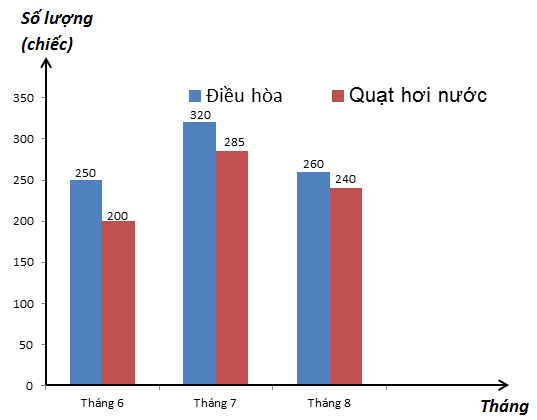 Số lượng
(chiếc)
Điều hòa
Quạt hơi nước
350
300
250
200
150
100
50
0
250
200
320
285
260
240
Tháng 6
Tháng 7
Tháng 8
Tháng